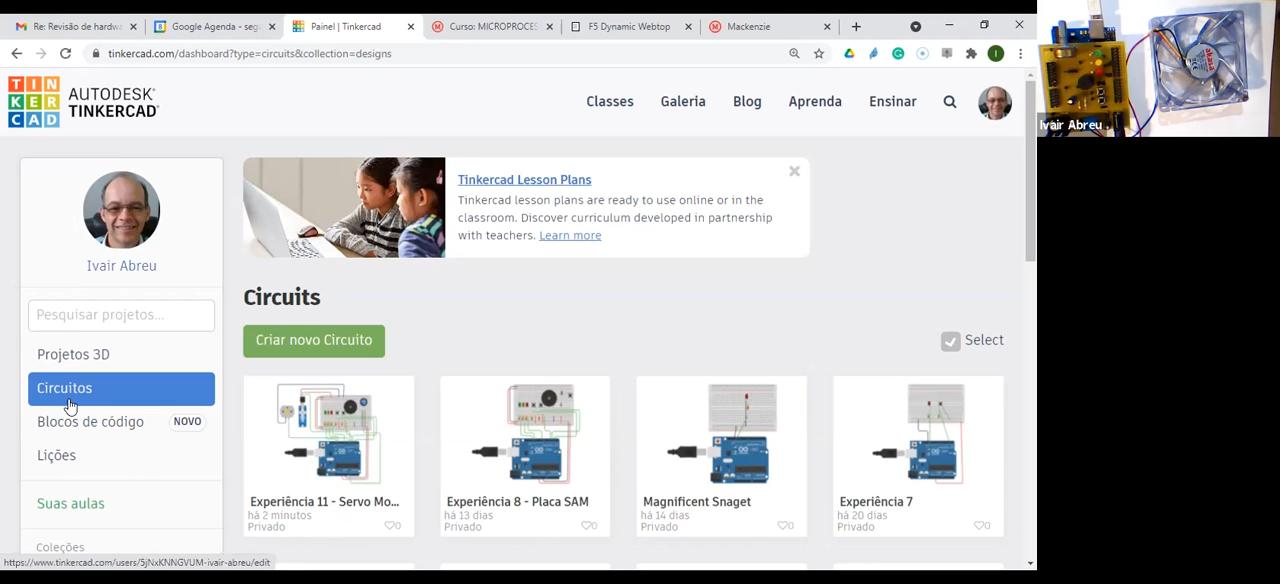 Re: Revisão de hardw
Google Agenda - seg
Painel | Tinkercad
Curso: MICROPROCES
F5 Dynamic Webtop
Mackenzie
tinkercad.com/dashboard?type=circuits&collection=designs
I
akasa
Ivair Abreu
TIN
KER
CAD
AUTODESK®
TINKERCAD®
Classes
Galeria
Blog
Aprenda
Ensinar
Ivair Abreu
Pesquisar projetos...
Projetos 3D
Circuitos
Blocos de código NOVO
Lições
Suas aulas
Coleções
Tinkercad Lesson Plans
Tinkercad lesson plans are ready to use online or in the
classroom. Discover curriculum developed in partnership
with teachers. Learn more
Circuits
Criar novo Circuito
Select
Experiência 11 - Servo Mo...
há 2 minutos
Privado
0
Experiência 8 - Placa SAM
há 13 dias
Privado
0
Magnificent Snaget
há 14 dias
Privado
0
Experiência 7
há 20 dias
Privado
0
https://www.tinkercad.com/users/5jNxKNNGVUM-ivair-abreu/edit